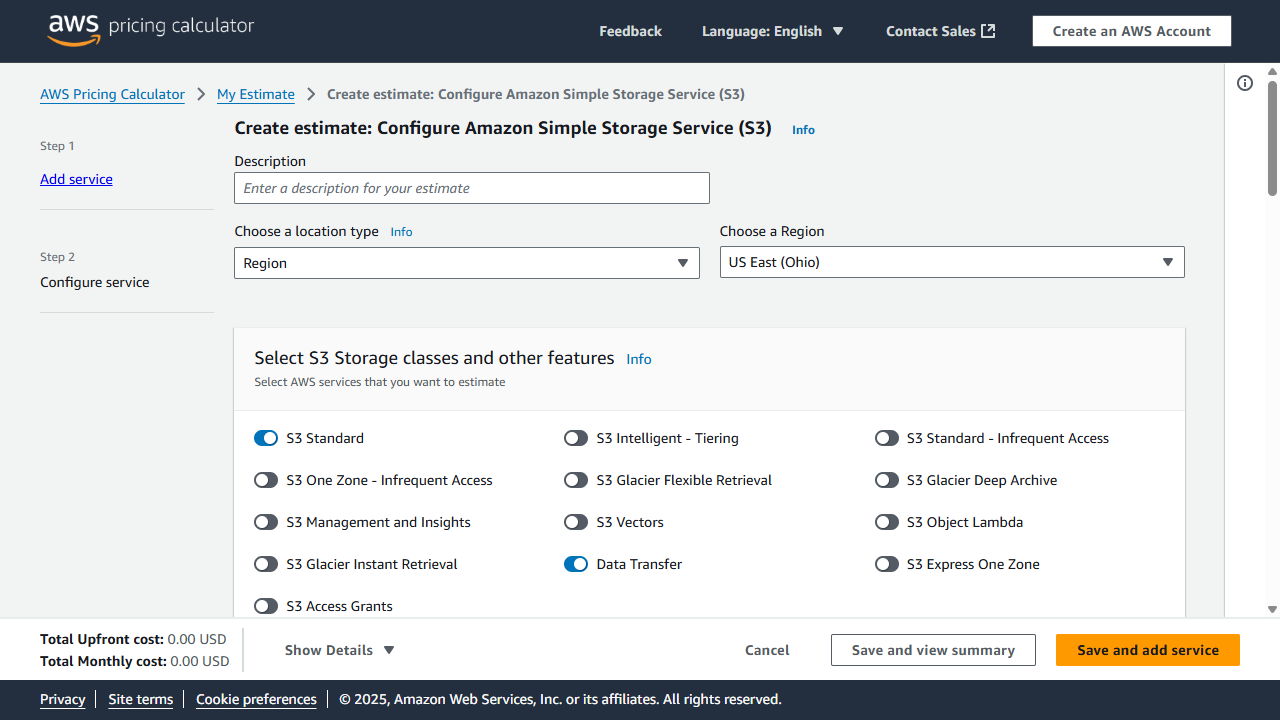 aws pricing calculator
Feedback
Language: English
Contact Sales
Create an AWS Account
AWS Pricing Calculator
My Estimate
Create estimate: Configure Amazon Simple Storage Service (S3)
Step 1
Add service
Step 2
Configure service
Create estimate: Configure Amazon Simple Storage Service (S3) Info
Description
Enter a description for your estimate
Choose a location type Info
Region
Choose a Region
US East (Ohio)
Select S3 Storage classes and other features Info
Select AWS services that you want to estimate
S3 Standard
S3 Intelligent - Tiering
S3 Standard - Infrequent Access
S3 One Zone - Infrequent Access
S3 Glacier Flexible Retrieval
S3 Glacier Deep Archive
S3 Management and Insights
S3 Vectors
S3 Object Lambda
S3 Glacier Instant Retrieval
Data Transfer
S3 Express One Zone
S3 Access Grants
Total Upfront cost: 0.00 USD
Total Monthly cost: 0.00 USD
Show Details
Cancel
Save and view summary
Save and add service
Privacy
Site terms
Cookie preferences
© 2025, Amazon Web Services, Inc. or its affiliates. All rights reserved.